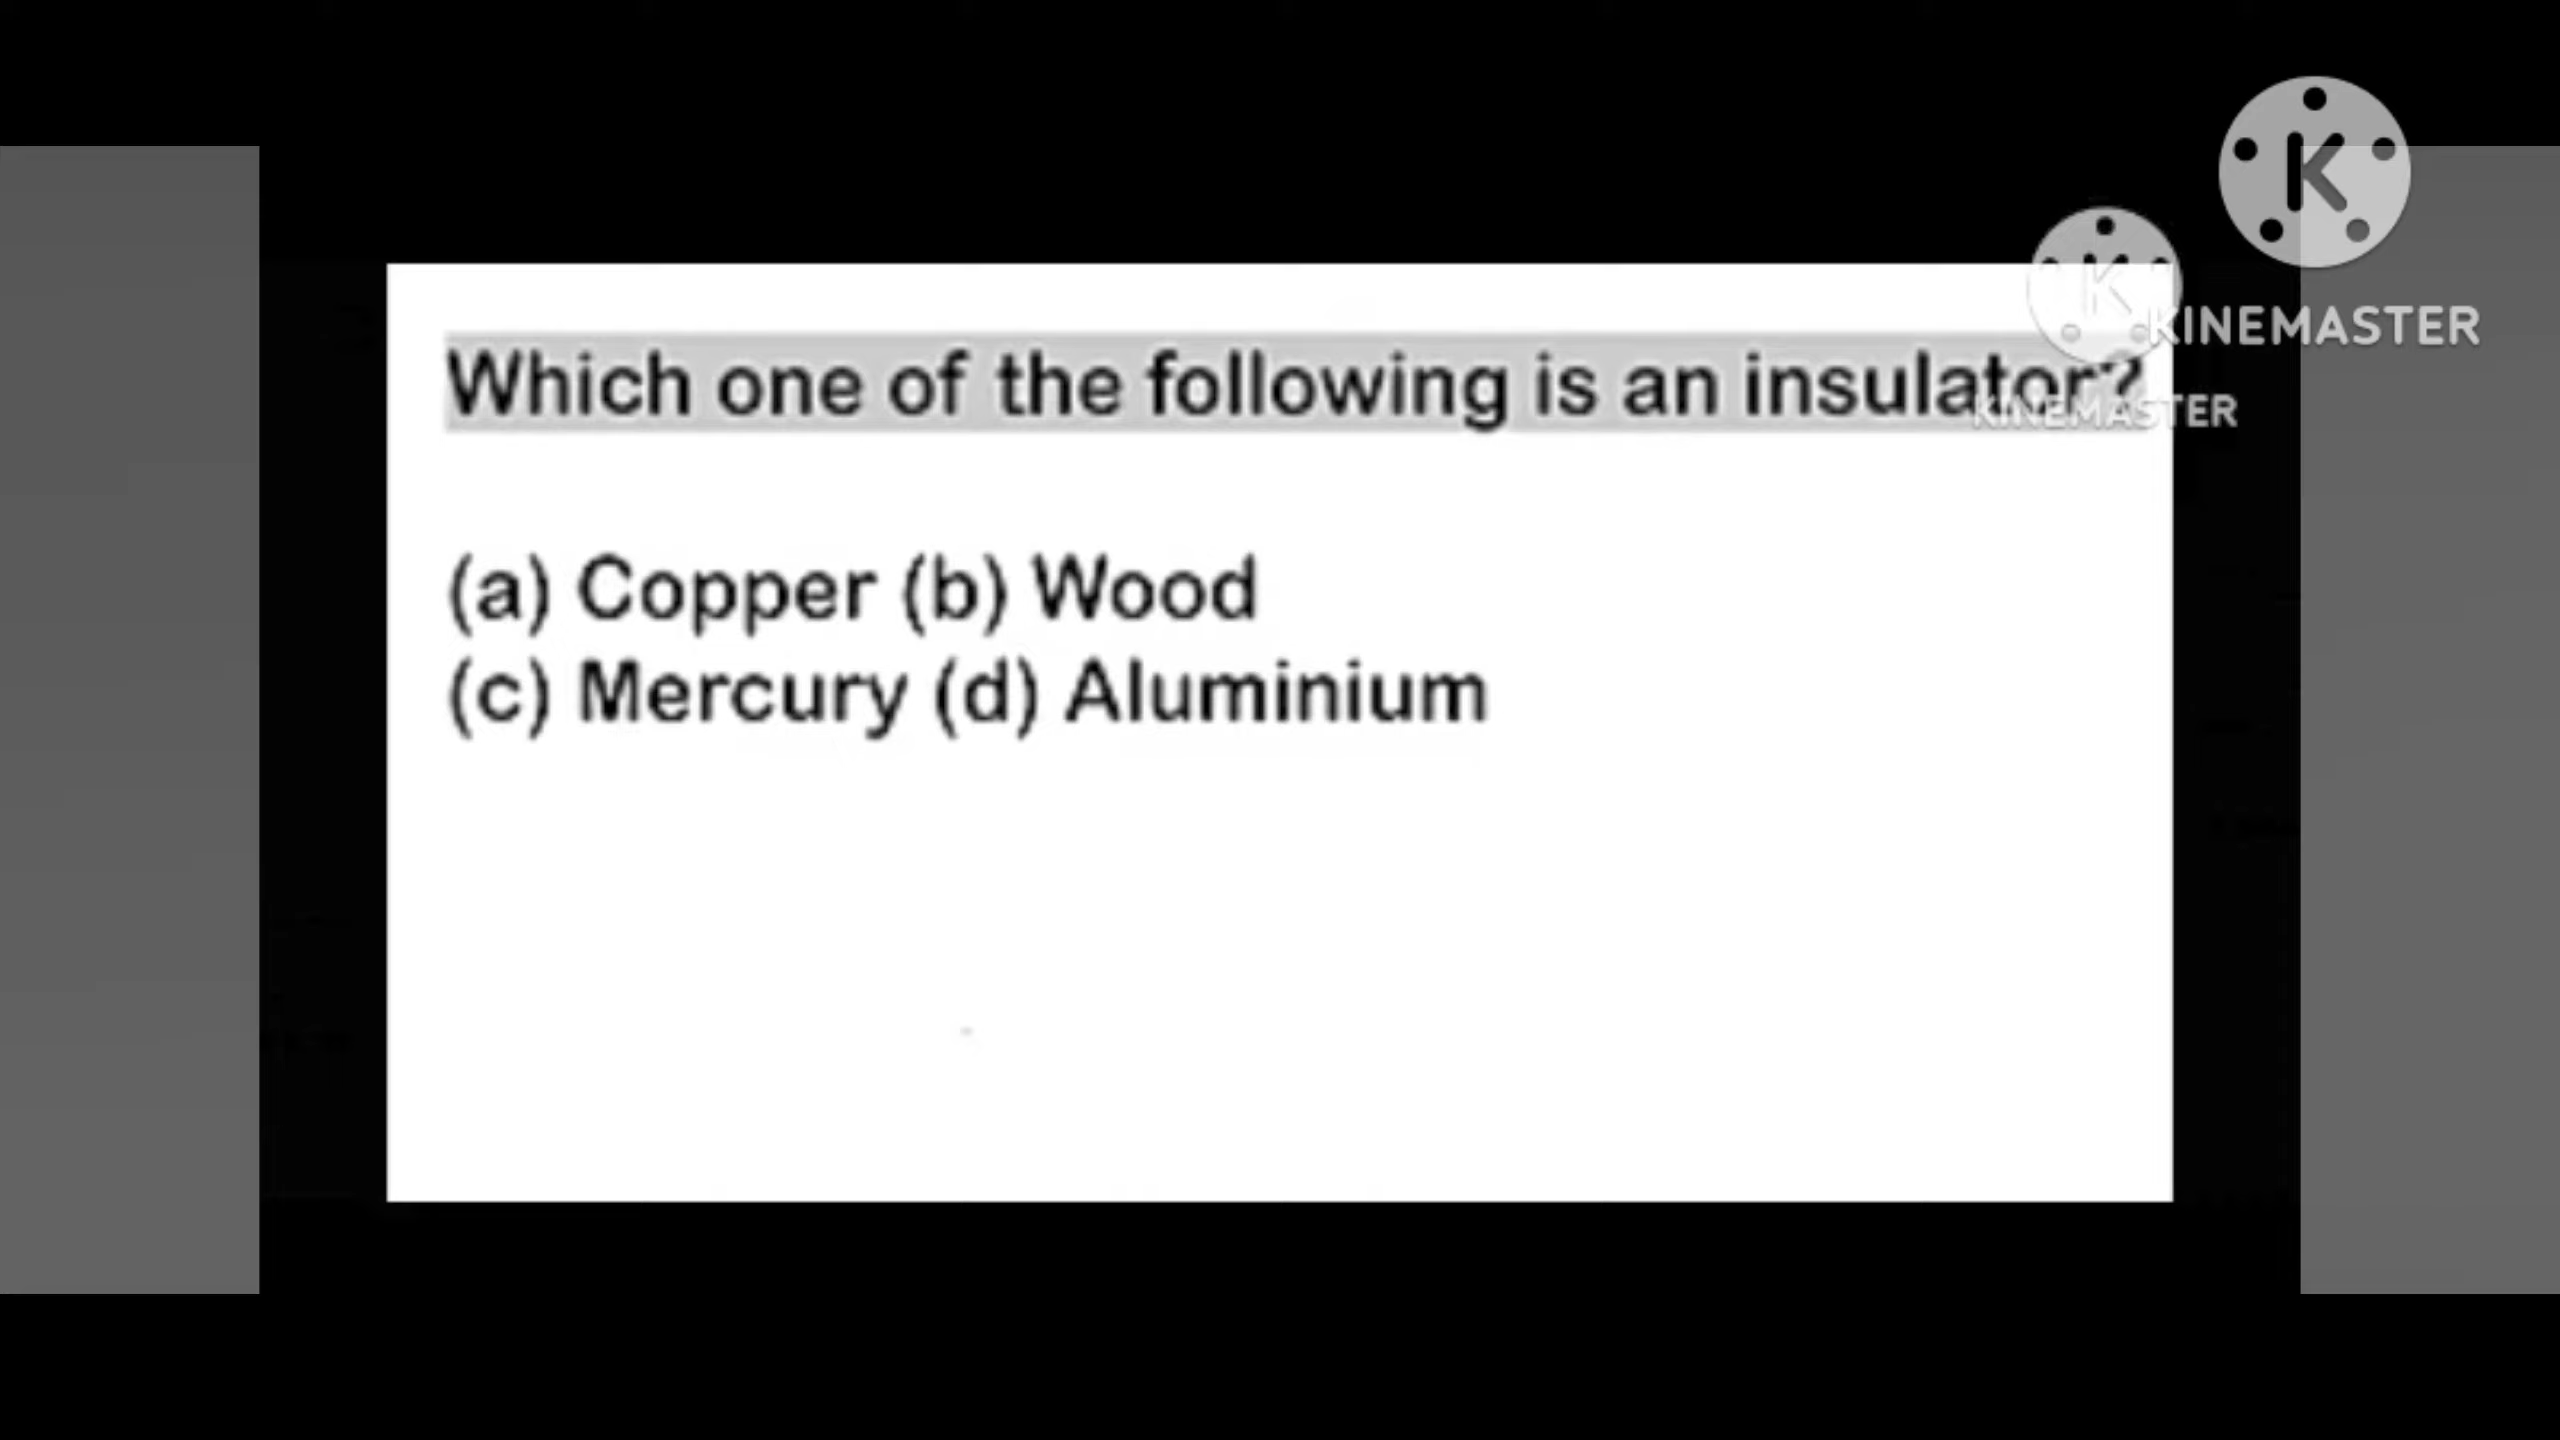 KINEMASTER
Which one of the following is an insulator?
KINEMASTER
(a) Copper (b) Wood
(c) Mercury (d) Aluminium